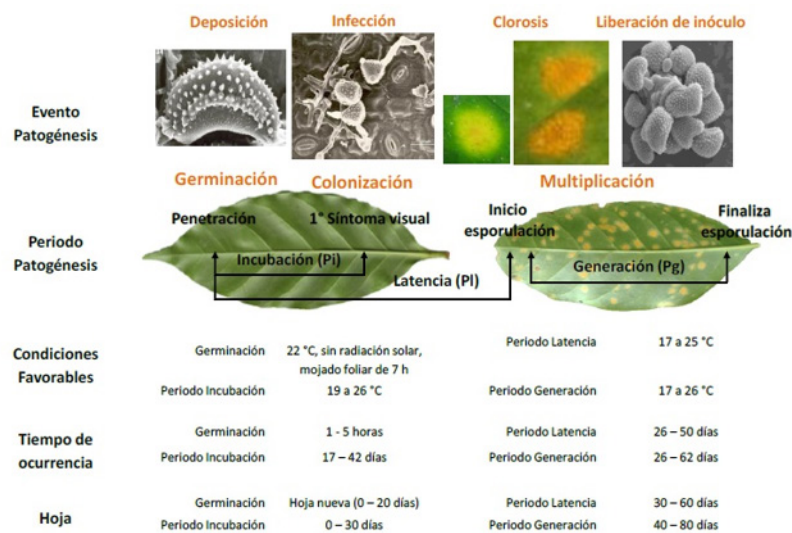 Deposición Infección Clorosis Liberación de inóculo
Evento
Patogénesis
Germinación Colonización Multiplicación
Penetración 1° Síntoma visual Inicio
esporulación Finaliza
esporulación
Periodo
Patogénesis
Incubación (Pi) Generación (Pg)
Latencia (Pl)
Condiciones
Favorables
Germinación 22 °C, sin radiación solar,
mojado foliar de 7 h
Periodo Latencia 17 a 25 °C
Periodo Incubación 19 a 26 °C Periodo Generación 17 a 26 °C
Tiempo de
ocurrencia
Germinación 1 - 5 horas Periodo Latencia 26 – 50 días
Periodo Incubación 17 – 42 días Periodo Generación 26 – 62 días
Hoja
Germinación Hoja nueva (0 – 20 días) Periodo Latencia 30 – 60 días
Periodo Incubación 0 – 30 días Periodo Generación 40 – 80 días